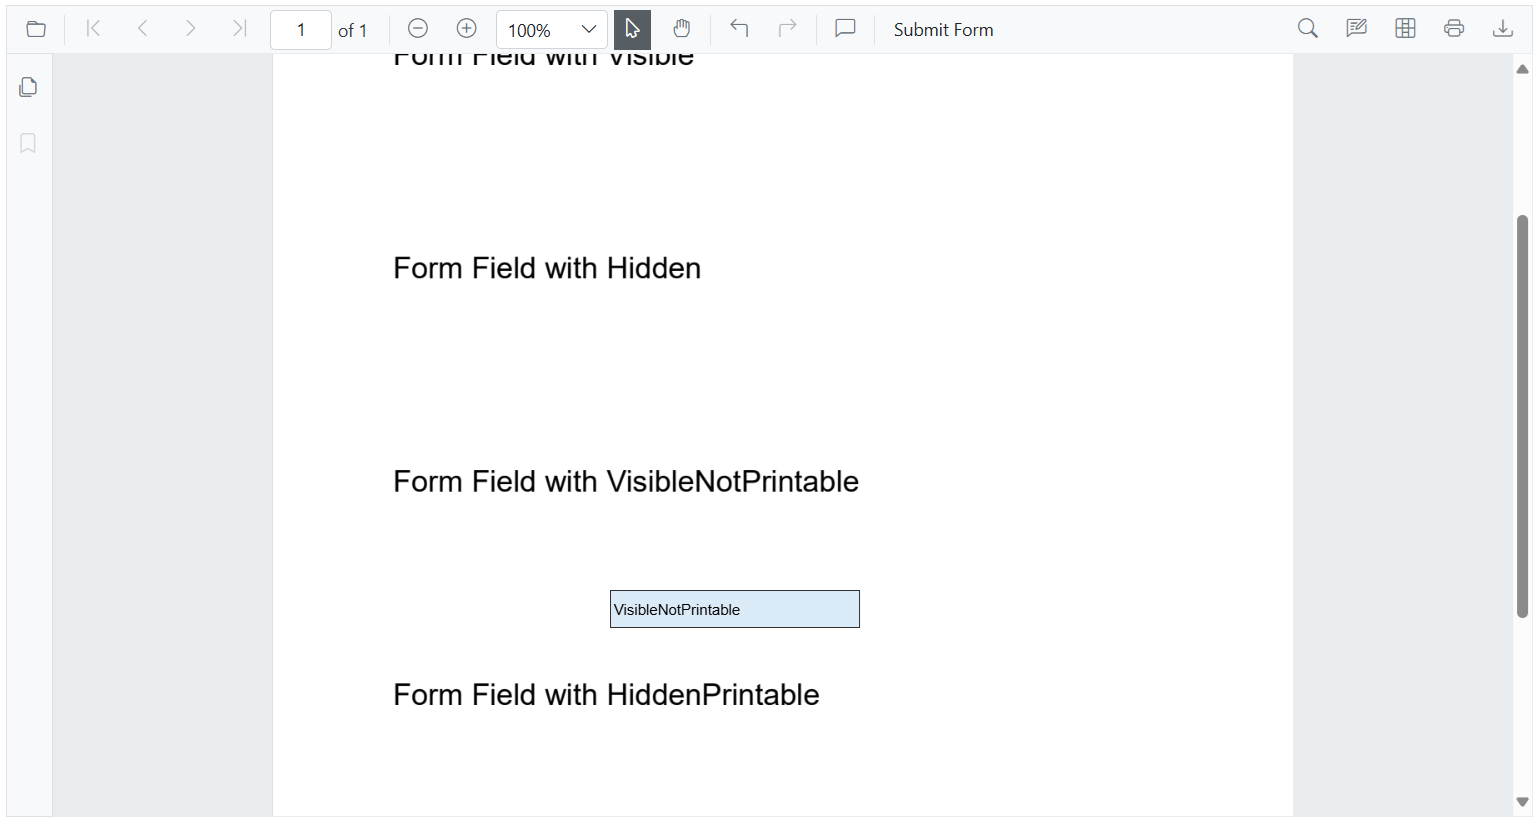 1 of 1 100% Submit Form
Form Field with Visible
Form Field with Hidden
Form Field with VisibleNotPrintable
VisibleNotPrintable
Form Field with HiddenPrintable